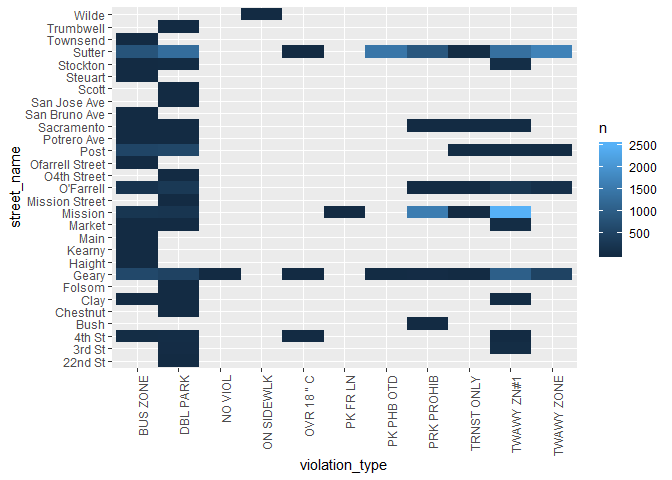 street_name
Wilde
Trumbwell
Townsend
Sutter
Stockton
Steuart
Scott
San Jose Ave
San Bruno Ave
Sacramento
Potrero Ave
Post
Ofarrell Street
O4th Street
O'Farrell
Mission Street
Mission
Market
Main
Kearny
Haight
Geary
Folsom
Clay
Chestnut
Bush
4th St
3rd St
22nd St
BUS ZONE
DBL PARK
NO VIOL
ON SIDEWLK
OVR 18 " C
PK FR LN
PK PHB OTD
PRK PROHIB
TRNST ONLY
TWAWY ZN#1
TWAWY ZONE
violation_type
n
2500
2000
1500
1000
500